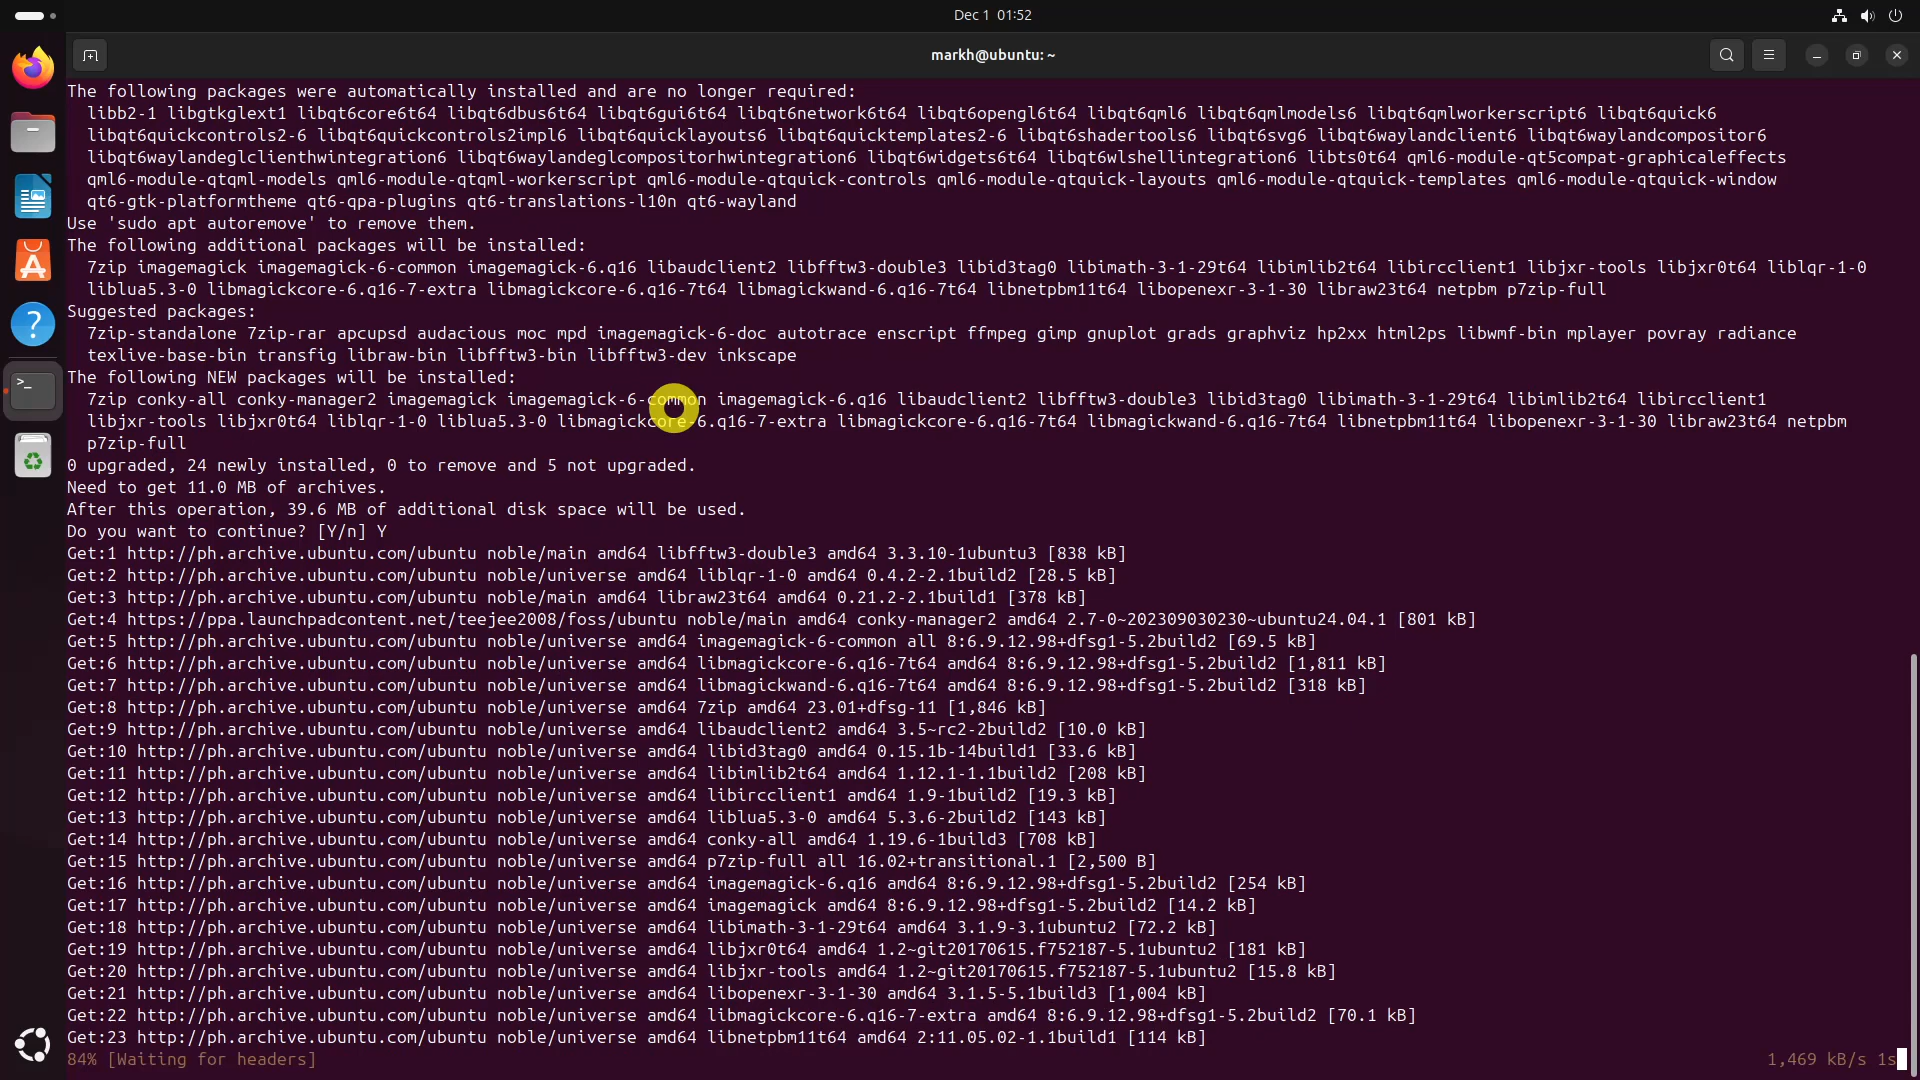 Dec 1 01:52
markh@ubuntu: ~
The following packages were automatically installed and are no longer required:
libb2-1 libgtkglext1 libqt6core6t64 libqt6dbus6t64 libqt6gui6t64 libqt6network6t64 libqt6opengl6t64 libqt6qml6 libqt6qmlmodels6 libqt6qmlworkerscript6 libqt6quick6
libqt6quickcontrols2-6 libqt6quickcontrols2impl6 libqt6quicklayouts6 libqt6quicktemplates2-6 libqt6shadertools6 libqt6svg6 libqt6waylandclient6 libqt6waylandcompositor6
libqt6waylandeglclienthwintegration6 libqt6waylandeglcompositorhwintegration6 libqt6widgets6t64 libqt6wlshellintegration6 libts0t64 qml6-module-qt5compat-graphicaleffects
qml6-module-qtqml-models qml6-module-qtqml-workerscript qml6-module-qtquick-controls qml6-module-qtquick-layouts qml6-module-qtquick-templates qml6-module-qtquick-window
qt6-gtk-platformtheme qt6-qpa-plugins qt6-translations-l10n qt6-wayland
Use 'sudo apt autoremove' to remove them.
The following additional packages will be installed:
7zip imagemagick imagemagick-6-common imagemagick-6.q16 libaudclient2 libfftw3-double3 libid3tag0 libimath-3-1-29t64 libimlib2t64 libircclient1 libjxr-tools libjxr0t64 liblqr-1-0
liblua5.3-0 libmagickcore-6.q16-7-extra libmagickcore-6.q16-7t64 libmagickwand-6.q16-7t64 libnetpbm11t64 libopenexr-3-1-30 libraw23t64 netpbm p7zip-full
Suggested packages:
7zip-standalone 7zip-rar apcupsd audacious moc mpd imagemagick-6-doc autotrace enscript ffmpeg gimp gnuplot grads graphviz hp2xx html2ps libwmf-bin mplayer povray radiance
texlive-base-bin transfig libraw-bin libfftw3-bin libfftw3-dev inkscape
The following NEW packages will be installed:
7zip conky-all conky-manager2 imagemagick imagemagick-6-common imagemagick-6.q16 libaudclient2 libfftw3-double3 libid3tag0 libimath-3-1-29t64 libimlib2t64 libircclient1
libjxr-tools libjxr0t64 liblqr-1-0 liblua5.3-0 libmagickcore-6.q16-7-extra libmagickcore-6.q16-7t64 libmagickwand-6.q16-7t64 libnetpbm11t64 libopenexr-3-1-30 libraw23t64 netpbm
p7zip-full
0 upgraded, 24 newly installed, 0 to remove and 5 not upgraded.
Need to get 11.0 MB of archives.
After this operation, 39.6 MB of additional disk space will be used.
Do you want to continue? [Y/n] Y
Get:1 http://ph.archive.ubuntu.com/ubuntu noble/main amd64 libfftw3-double3 amd64 3.3.10-1ubuntu3 [838 kB]
Get:2 http://ph.archive.ubuntu.com/ubuntu noble/universe amd64 liblqr-1-0 amd64 0.4.2-2.1build2 [28.5 kB]
Get:3 http://ph.archive.ubuntu.com/ubuntu noble/main amd64 libraw23t64 amd64 0.21.2-2.1build1 [378 kB]
Get:4 https://ppa.launchpadcontent.net/teejee2008/foss/ubuntu noble/main amd64 conky-manager2 amd64 2.7-0~202309030230~ubuntu24.04.1 [801 kB]
Get:5 http://ph.archive.ubuntu.com/ubuntu noble/universe amd64 imagemagick-6-common all 8:6.9.12.98+dfsg1-5.2build2 [69.5 kB]
Get:6 http://ph.archive.ubuntu.com/ubuntu noble/universe amd64 libmagickcore-6.q16-7t64 amd64 8:6.9.12.98+dfsg1-5.2build2 [1,811 kB]
Get:7 http://ph.archive.ubuntu.com/ubuntu noble/universe amd64 libmagickwand-6.q16-7t64 amd64 8:6.9.12.98+dfsg1-5.2build2 [318 kB]
Get:8 http://ph.archive.ubuntu.com/ubuntu noble/universe amd64 7zip amd64 23.01+dfsg-11 [1,846 kB]
Get:9 http://ph.archive.ubuntu.com/ubuntu noble/universe amd64 libaudclient2 amd64 3.5~rc2-2build2 [10.0 kB]
Get:10 http://ph.archive.ubuntu.com/ubuntu noble/universe amd64 libid3tag0 amd64 0.15.1b-14build1 [33.6 kB]
Get:11 http://ph.archive.ubuntu.com/ubuntu noble/universe amd64 libimlib2t64 amd64 1.12.1-1.1build2 [208 kB]
Get:12 http://ph.archive.ubuntu.com/ubuntu noble/universe amd64 libircclient1 amd64 1.9-1build2 [19.3 kB]
Get:13 http://ph.archive.ubuntu.com/ubuntu noble/universe amd64 liblua5.3-0 amd64 5.3.6-2build2 [143 kB]
Get:14 http://ph.archive.ubuntu.com/ubuntu noble/universe amd64 conky-all amd64 1.19.6-1build3 [708 kB]
Get:15 http://ph.archive.ubuntu.com/ubuntu noble/universe amd64 p7zip-full all 16.02+transitional.1 [2,500 B]
Get:16 http://ph.archive.ubuntu.com/ubuntu noble/universe amd64 imagemagick-6.q16 amd64 8:6.9.12.98+dfsg1-5.2build2 [254 kB]
Get:17 http://ph.archive.ubuntu.com/ubuntu noble/universe amd64 imagemagick amd64 8:6.9.12.98+dfsg1-5.2build2 [14.2 kB]
Get:18 http://ph.archive.ubuntu.com/ubuntu noble/universe amd64 libimath-3-1-29t64 amd64 3.1.9-3.1ubuntu2 [72.2 kB]
Get:19 http://ph.archive.ubuntu.com/ubuntu noble/universe amd64 libjxr0t64 amd64 1.2~git20170615.f752187-5.1ubuntu2 [181 kB]
Get:20 http://ph.archive.ubuntu.com/ubuntu noble/universe amd64 libjxr-tools amd64 1.2~git20170615.f752187-5.1ubuntu2 [15.8 kB]
Get:21 http://ph.archive.ubuntu.com/ubuntu noble/universe amd64 libopenexr-3-1-30 amd64 3.1.5-5.1build3 [1,004 kB]
Get:22 http://ph.archive.ubuntu.com/ubuntu noble/universe amd64 libmagickcore-6.q16-7-extra amd64 8:6.9.12.98+dfsg1-5.2build2 [70.1 kB]
Get:23 http://ph.archive.ubuntu.com/ubuntu noble/universe amd64 libnetpbm11t64 amd64 2:11.05.02-1.1build1 [114 kB]
84% [Waiting for headers] 1,469 kB/s 1s